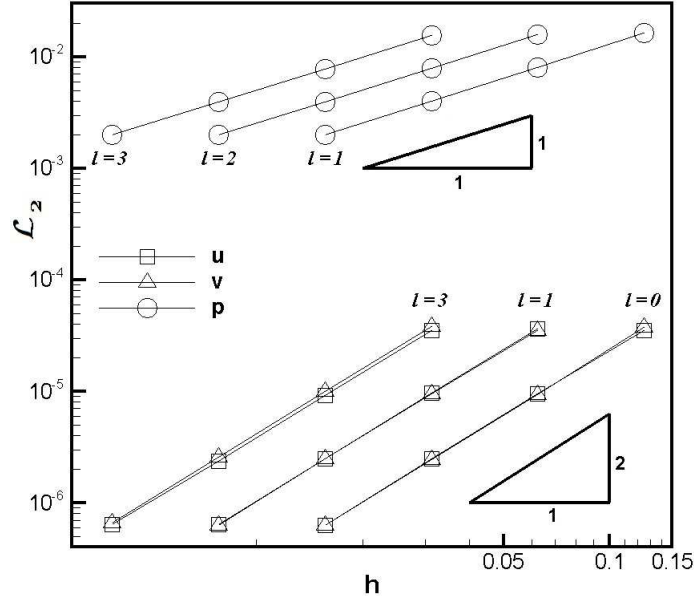 10-2
10-3
10-4
10-5
10-6
ℒ2
l = 3
l = 2
l = 1
1
1
u
v
p
l = 3
l = 1
l = 0
2
1
0.05
0.1
0.15
h